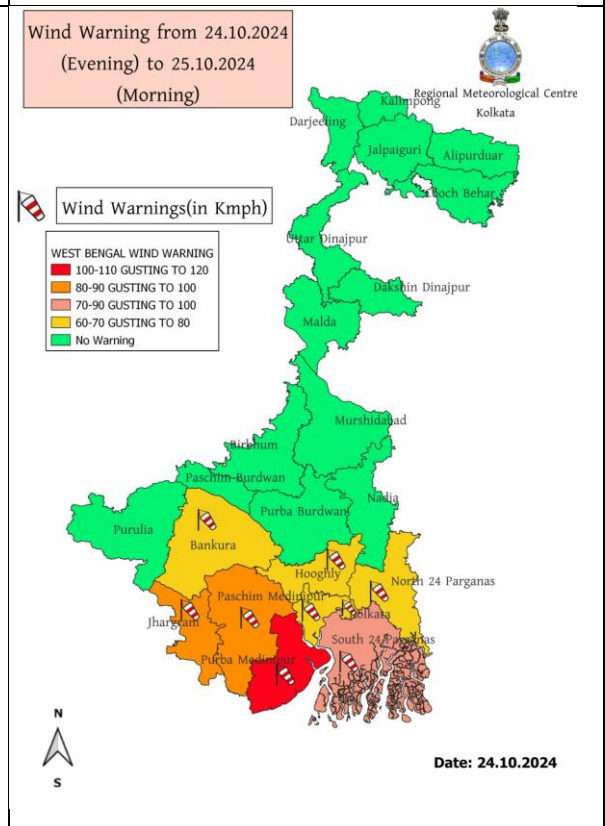 Wind Warning from 24.10.2024
(Evening) to 25.10.2024
(Morning)
Regional Meteorological Centre
Kolkata
Kalimpong
Darjeeling
Jalpaiguri
Alipurduar
Cooch Behar
Wind Warnings(in Kmph)
Uttar Dinajpur
WEST BENGAL WIND WARNING
100-110 GUSTING TO 120
80-90 GUSTING TO 100
70-90 GUSTING TO 100
60-70 GUSTING TO 80
No Warning
Dakshin Dinajpur
Malda
Murshidabad
Birbhum
Paschim Burdwan
Nadia
Purba Burdwan
Purulia
Bankura
Hooghly
North 24 Parganas
Paschim Medinipur
Kolkata
Jhargram
South 24 Parganas
Purba Medinipur
N
S
Date: 24.10.2024